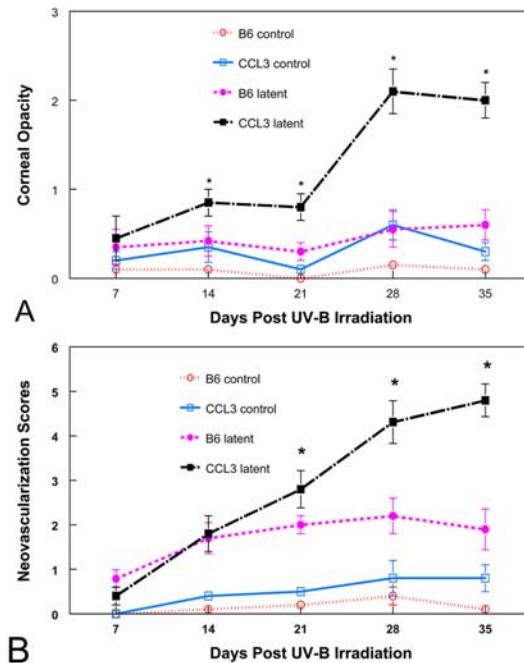 3
B6 control
CCL3 control
B6 latent
CCL3 latent
*
*
2
*
*
Corneal Opacity
1
0
7 14 21 28 35
A
Days Post UV-B Irradiation
6
B6 control
CCL3 control
5
B6 latent
*
*
CCL3 latent
4
*
Neovascularization Scores
3
2
1
0
7 14 21 28 35
B
Days Post UV-B Irradiation